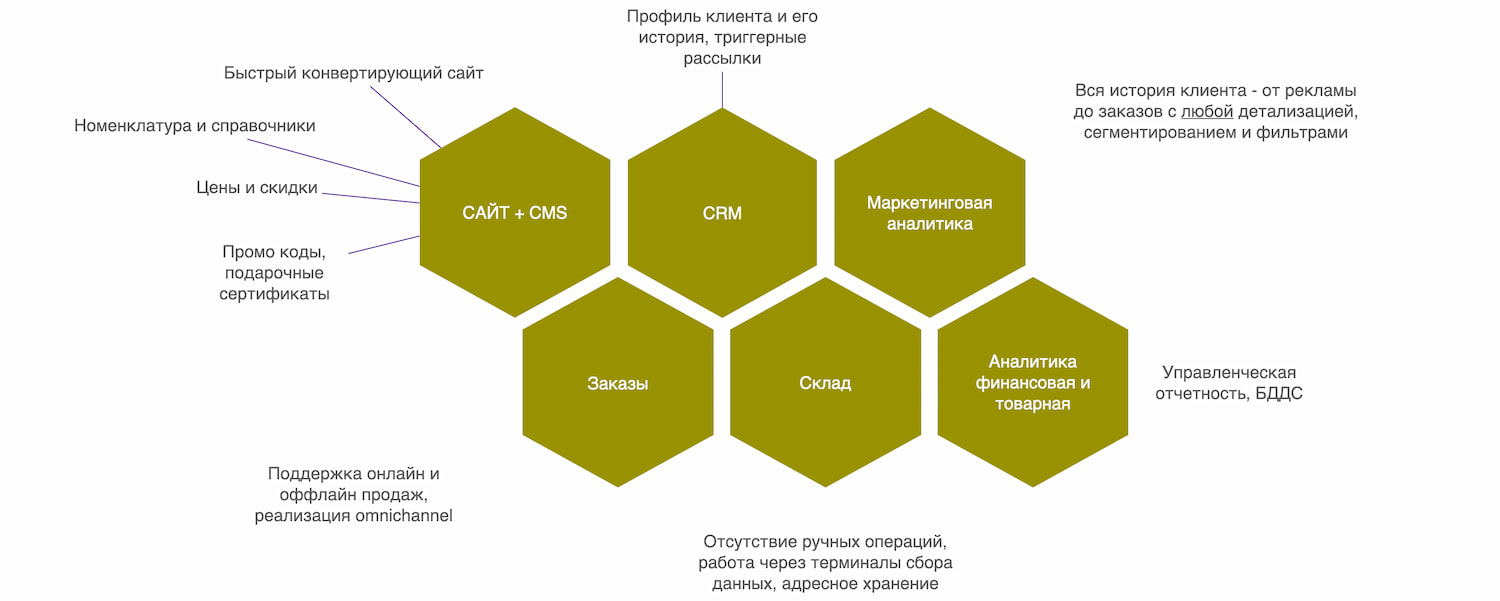 Профиль клиента и его
история, триггерные
рассылки
Быстрый конвертирующий сайт
Номенклатура и справочники
Цены и скидки
Промо коды,
подарочные
сертификаты
Вся история клиента - от рекламы
до заказов с любой детализацией,
сегментированием и фильтрами
САЙТ + CMS
CRM
Маркетинговая
аналитика
Заказы
Склад
Аналитика
финансовая и
товарная
Управленческая
отчетность, БДДС
Поддержка онлайн и
оффлайн продаж,
реализация omnichannel
Отсутствие ручных операций,
работа через терминалы сбора
данных, адресное хранение